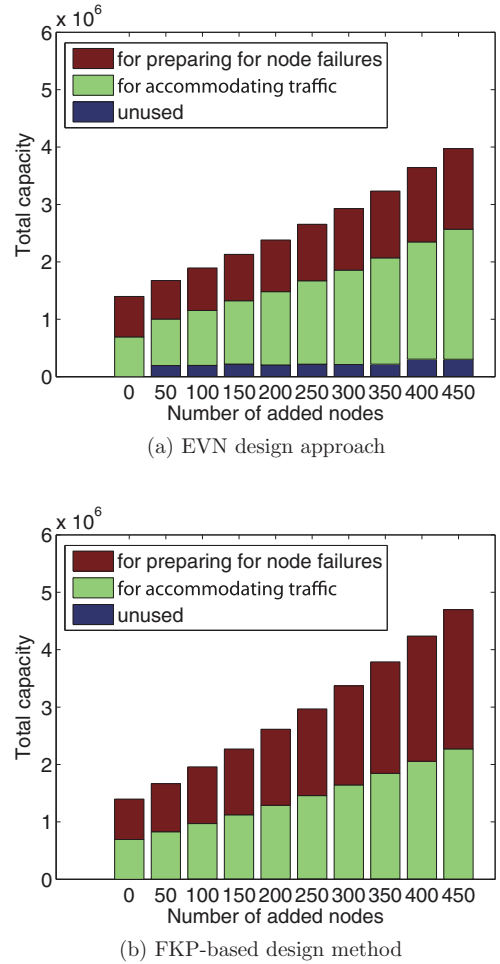 x 10^6
6
5
4
3
2
1
0
Total capacity
for preparing for node failures
for accommodating traffic
unused
0 50 100 150 200 250 300 350 400 450
Number of added nodes
(a) EVN design approach
x 10^6
6
5
4
3
2
1
0
Total capacity
for preparing for node failures
for accommodating traffic
unused
0 50 100 150 200 250 300 350 400 450
Number of added nodes
(b) FKP-based design method